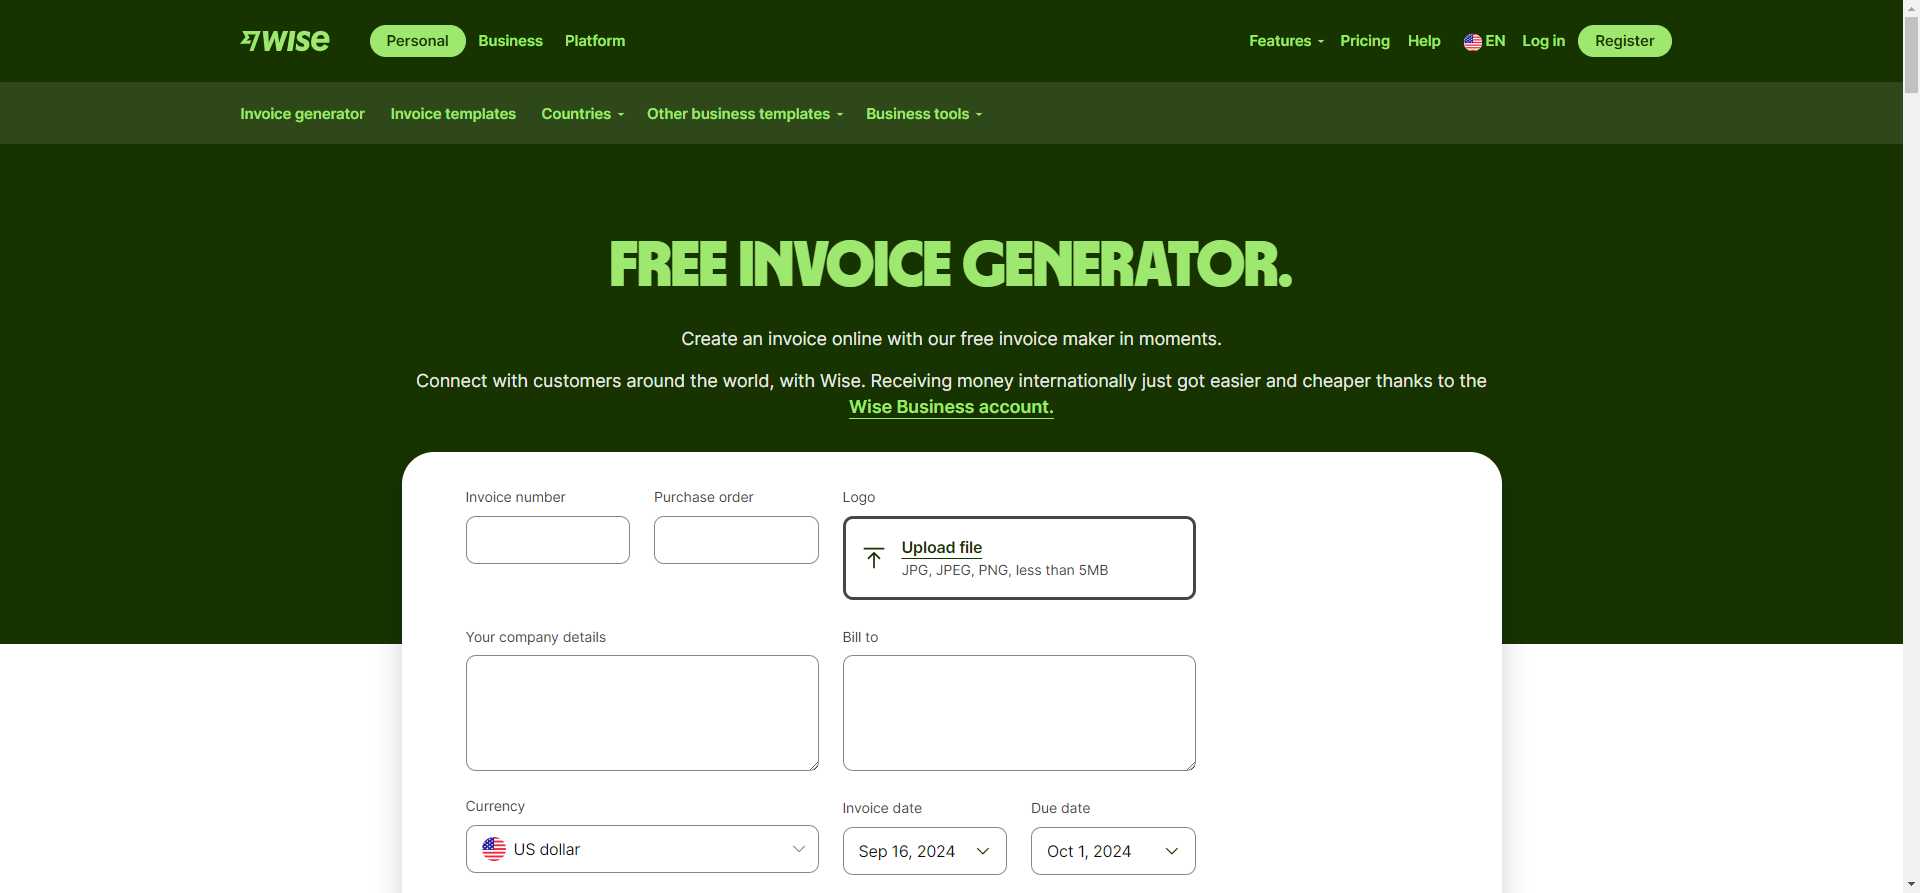 WISE
Personal Business Platform
Features Pricing Help EN Log in Register
Invoice generator Invoice templates Countries Other business templates Business tools
FREE INVOICE GENERATOR.
Create an invoice online with our free invoice maker in moments.
Connect with customers around the world, with Wise. Receiving money internationally just got easier and cheaper thanks to the
Wise Business account.
Invoice number Purchase order Logo
Upload file
JPG, JPEG, PNG, less than 5MB
Your company details Bill to
Currency Invoice date Due date
US dollar Sep 16, 2024 Oct 1, 2024